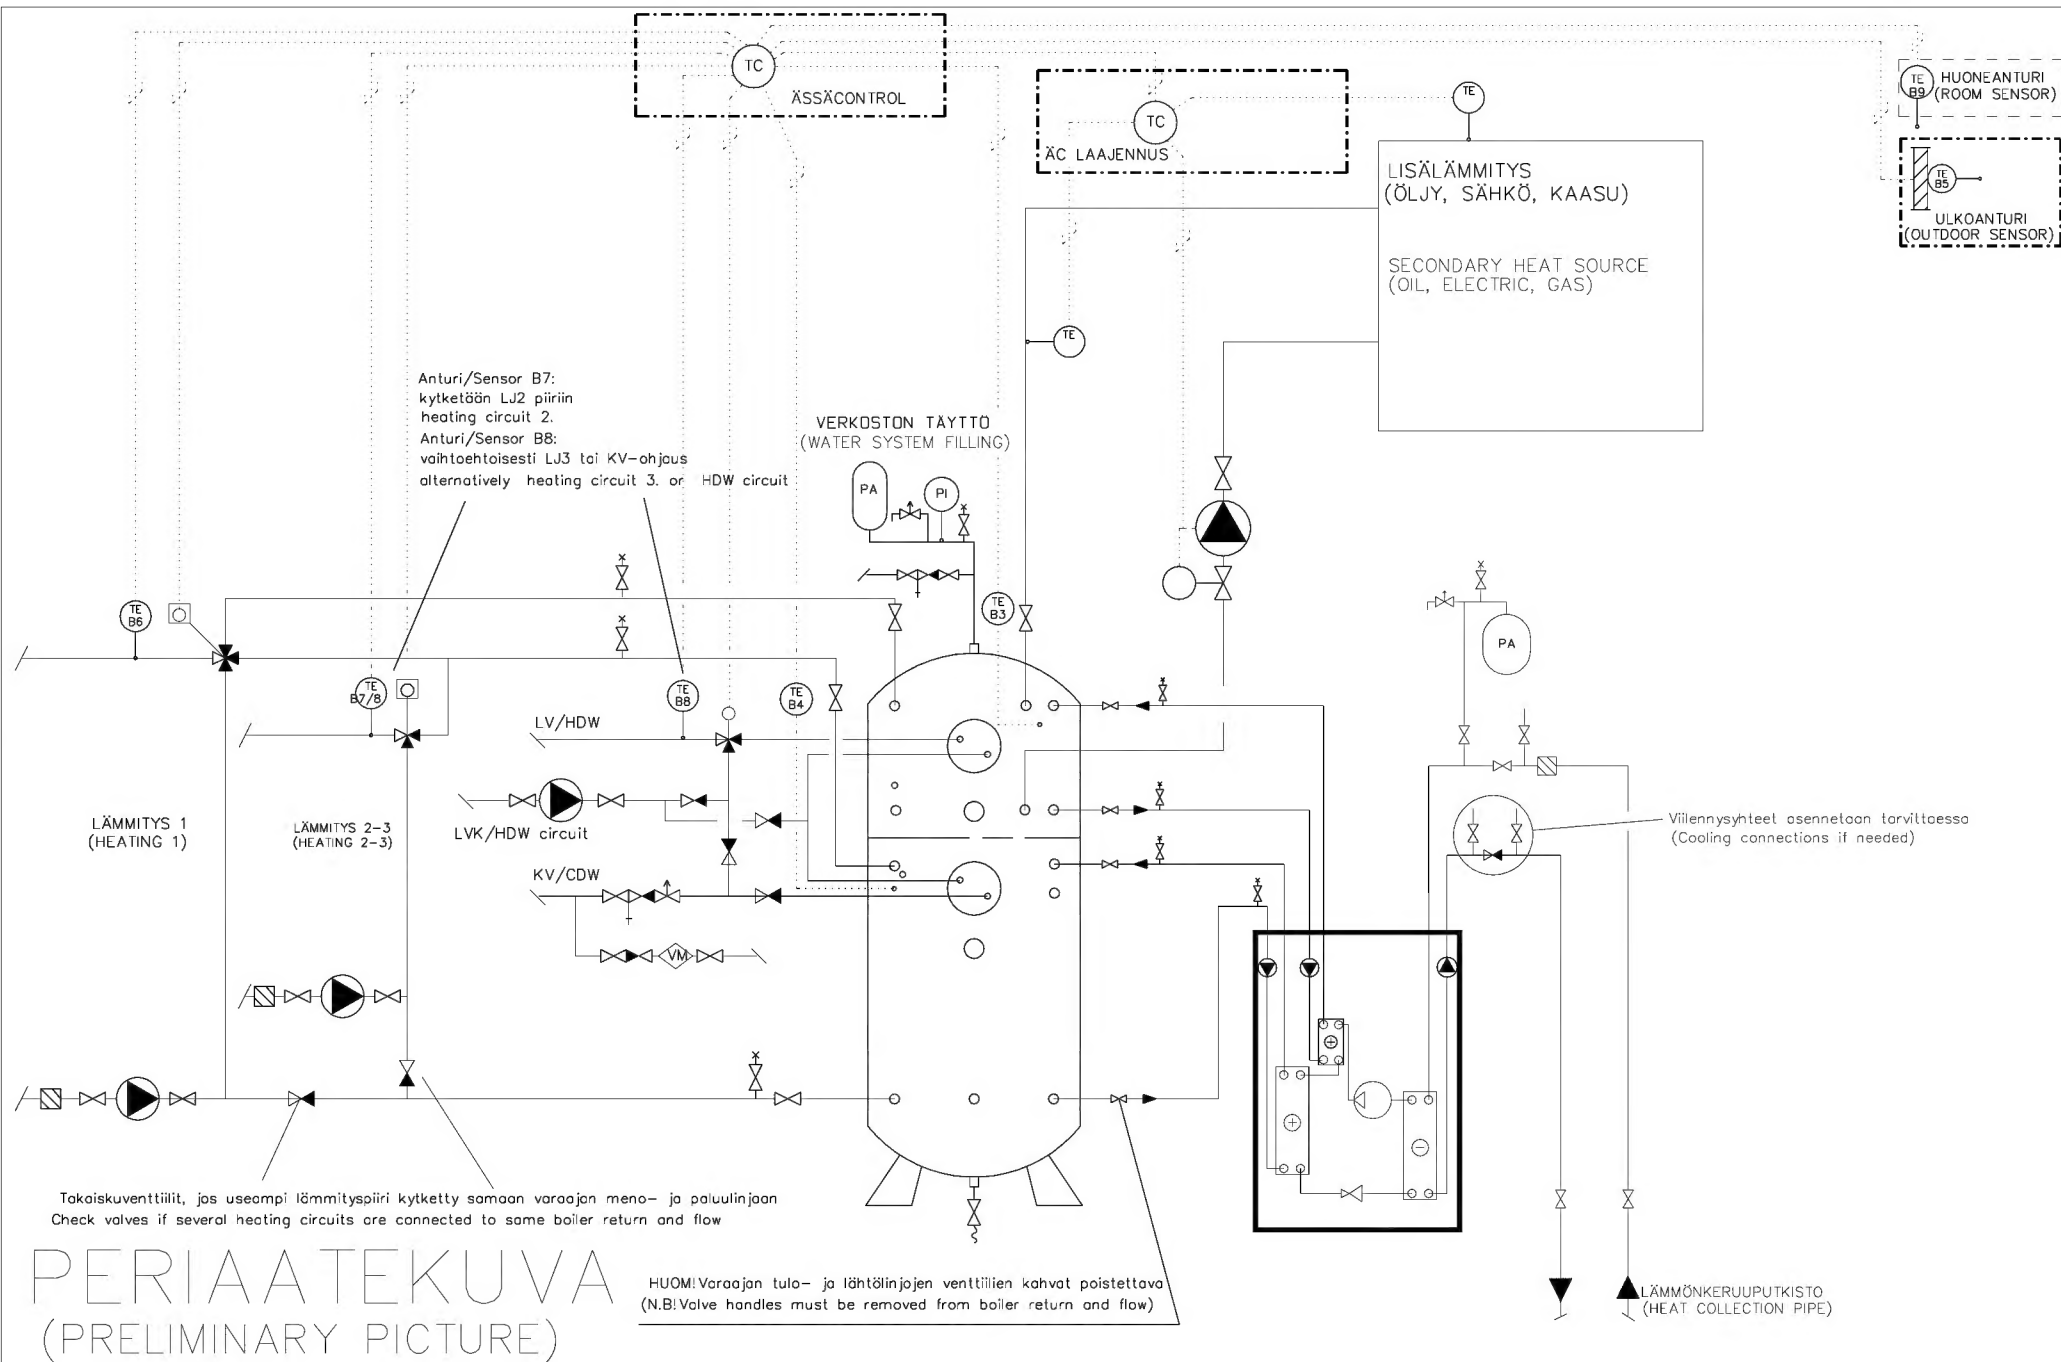 TC
ÄSSÄCONTROL
TC
ÄC LAAJENNUS
TE
TE
B9
HUONEANTURI
(ROOM SENSOR)
TE
B5
ULKOANTURI
(OUTDOOR SENSOR)
LISÄLÄMMITYS
(ÖLJY, SÄHKÖ, KAASU)
SECONDARY HEAT SOURCE
(OIL, ELECTRIC, GAS)
TE
Anturi/Sensor B7:
kytketään LJ2 piiriin
heating circuit 2.
Anturi/Sensor B8:
vaihtoehtoisesti LJ3 tai KV-ohjaus
alternatively heating circuit 3. or HDW circuit
VERKOSTON TÄYTTÖ
(WATER SYSTEM FILLING)
PA
PI
TE
B6
TE
B3
PA
TE
B7/8
TE
B8
TE
B4
LV/HDW
LVK/HDW circuit
KV/CDW
VM
LÄMMITYS 1
(HEATING 1)
LÄMMITYS 2-3
(HEATING 2-3)
Viilennysyhteet asennetaan tarvittaessa
(Cooling connections if needed)
Takaiskuventtiilit, jos useampi lämmityspiiri kytketty samaan varaajan meno- ja paluulinjaan
Check valves if several heating circuits are connected to same boiler return and flow
PERIAATEKUVA
(PRELIMINARY PICTURE)
HUOM! Varaajan tulo- ja lähtölinjojen venttiilien kahvat poistettava
(N.B! Valve handles must be removed from boiler return and flow)
LÄMMÖNKERUUPUTKISTO
(HEAT COLLECTION PIPE)